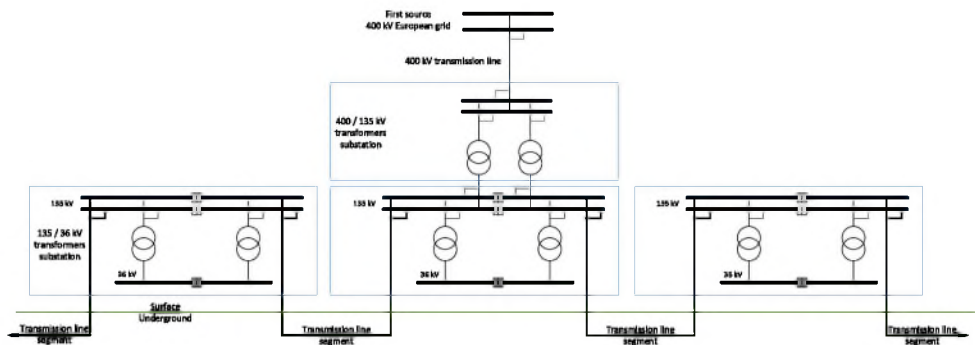 First source
400 kV European grid
400 kV transmission line
400 / 135 kV
transformers
substation
135 kV
135 kV
135 kV
135 / 36 kV
transformers
substation
36 kV
36 kV
36 kV
Surface
Underground
Transmission line
segment
Transmission line
segment
Transmission line
segment
Transmission line
segment